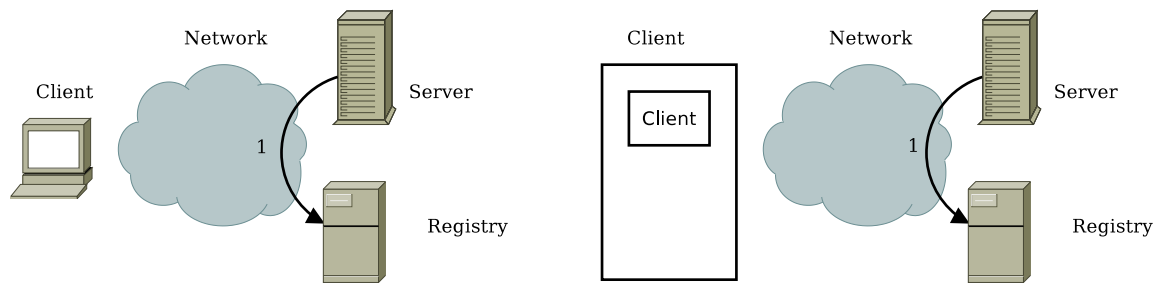 Network
Client
Server
1
Registry
Client
Network
Client
Server
1
Registry